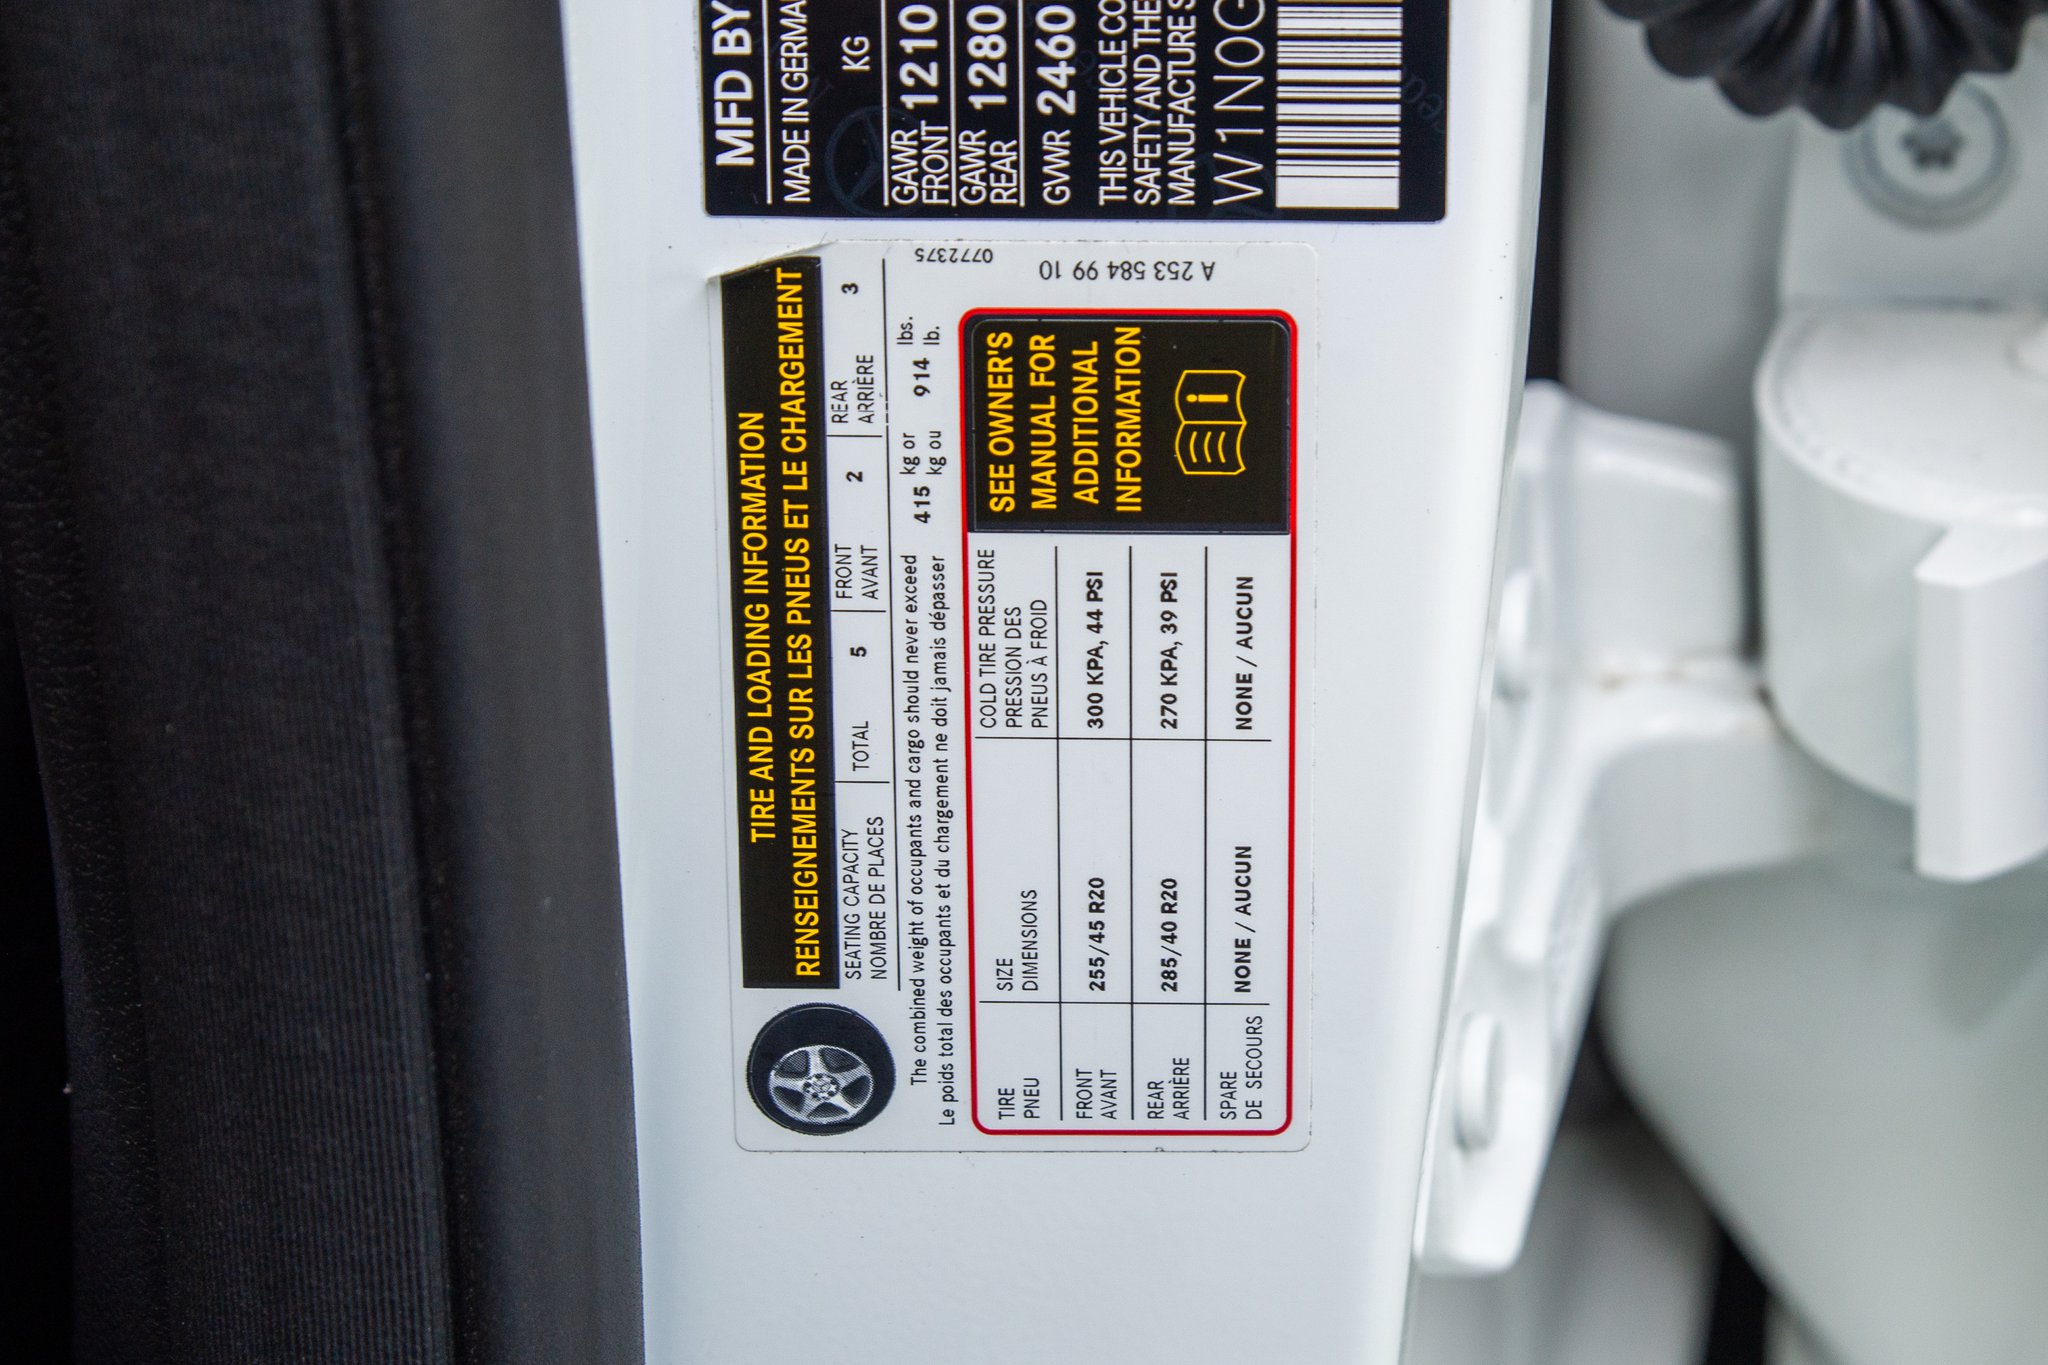 MFD BY
MADE IN GERMA
KG
GAWR FRONT 1210
GAWR REAR 1280
GVWR 2460
THIS VEHICLE CO
SAFETY AND THE
MANUFACTURE
W1N0G
TIRE AND LOADING INFORMATION
RENSEIGNEMENTS SUR LES PNEUS ET LE CHARGEMENT
SEATING CAPACITY TOTAL 5 FRONT 2 REAR 3
NOMBRE DE PLACES AVANT ARRIÈRE
The combined weight of occupants and cargo should never exceed 415 kg or 914 lbs.
Le poids total des occupants et du chargement ne doit jamais dépasser kg ou lb.
TIRE SIZE COLD TIRE PRESSURE
PNEU DIMENSIONS PRESSION DES
PNEUS À FROID
FRONT 255/45 R20 300 KPA, 44 PSI
AVANT
REAR 285/40 R20 270 KPA, 39 PSI
ARRIÈRE
SPARE NONE / AUCUN NONE / AUCUN
DE SECOURS
SEE OWNER'S
MANUAL FOR
ADDITIONAL
INFORMATION
i
0772375
A 253 584 99 10